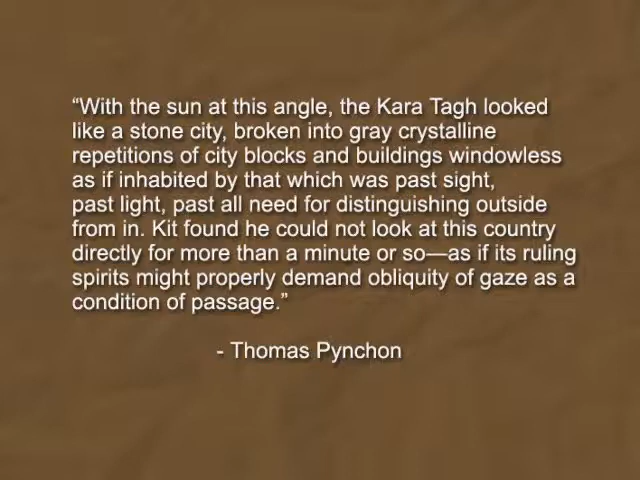 “With the sun at this angle, the Kara Tagh looked
like a stone city, broken into gray crystalline
repetitions of city blocks and buildings windowless
as if inhabited by that which was past sight,
past light, past all need for distinguishing outside
from in. Kit found he could not look at this country
directly for more than a minute or so—as if its ruling
spirits might properly demand obliquity of gaze as a
condition of passage.”
- Thomas Pynchon